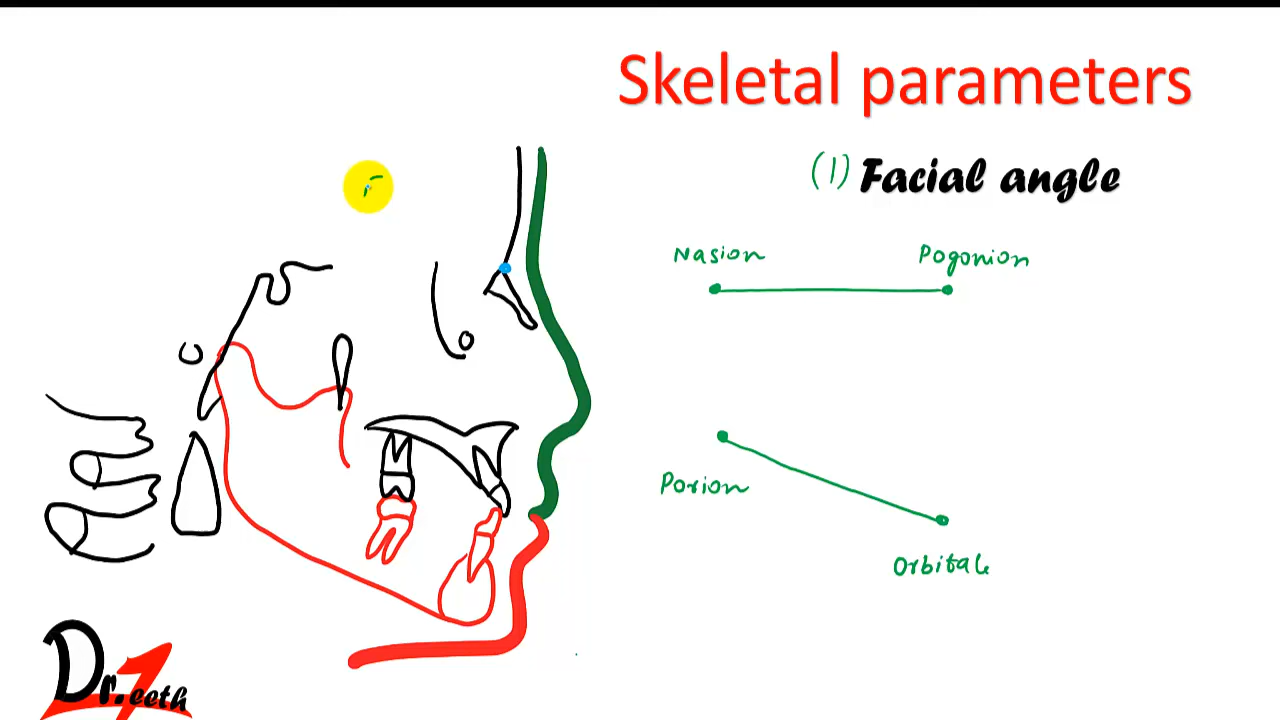 Skeletal parameters
(1) Facial angle
Nasion
Pogonion
Porion
Orbitale
Dr. Teeth